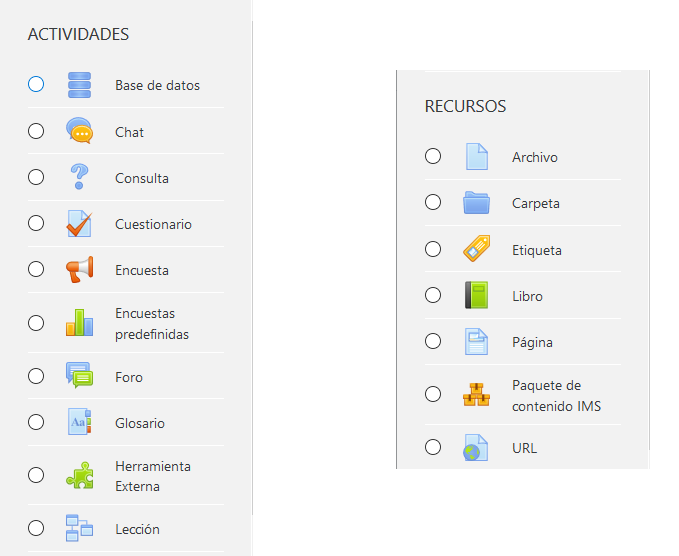 ACTIVIDADES
Base de datos
Chat
Consulta
Cuestionario
Encuesta
Encuestas
predefinidas
Foro
Glosario
Herramienta
Externa
Lección
RECURSOS
Archivo
Carpeta
Etiqueta
Libro
Página
Paquete de
contenido IMS
URL